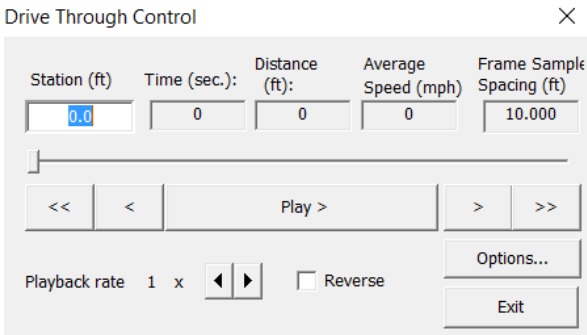 Drive Through Control
Station (ft)
Time (sec.):
Distance
(ft):
Average
Speed (mph)
Frame Sample
Spacing (ft)
0.0
0
0
0
10.000
<<
<
Play >
>
>>
Options...
Playback rate 1 x
Reverse
Exit